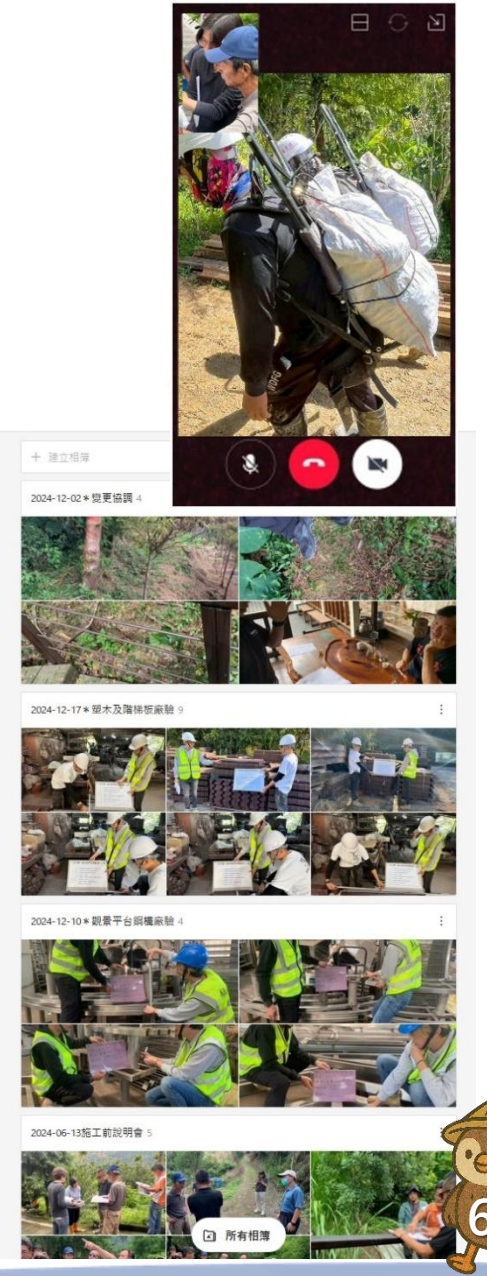 + 建立相簿
2024-12-02＊變更協調 4
2024-12-17＊塑木及階梯板廠驗 9
2024-12-10＊觀景平台鋼構廠驗 4
2024-06-13施工前說明會 5
所有相簿
6